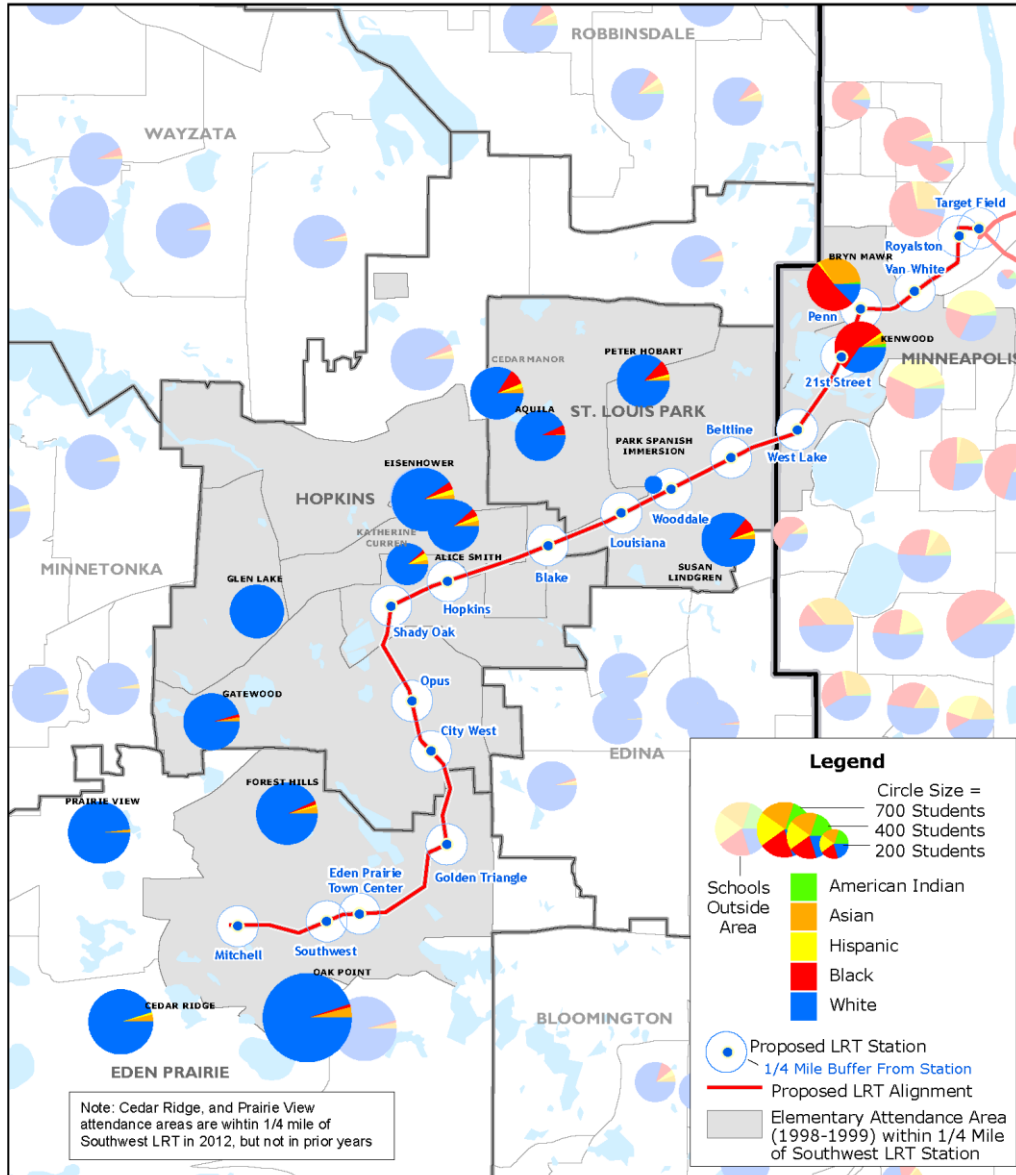 ROBBINSDALE
WAYZATA
Target Field
Royalston
BRYN MAWR
Van White
Penn
KENWOOD
MINNEAPOLIS
21st Street
CEDAR MANOR
PETER HOBART
AQUILA
ST. LOUIS PARK
Beltline
West Lake
PARK SPANISH
IMMERSION
EISENHOWER
HOPKINS
Wooddale
Louisiana
KATHERINE
CURREN
ALICE SMITH
Blake
SUSAN
LINDGREN
MINNETONKA
GLEN LAKE
Hopkins
Shady Oak
Opus
GATEWOOD
City West
EDINA
FOREST HILLS
PRAIRIE VIEW
Golden Triangle
Eden Prairie
Town Center
Southwest
Mitchell
OAK POINT
CEDAR RIDGE
BLOOMINGTON
EDEN PRAIRIE
Note: Cedar Ridge, and Prairie View
attendance areas are whithin 1/4 mile of
Southwest LRT in 2012, but not in prior years
Legend
Circle Size =
700 Students
400 Students
200 Students
Schools
Outside
Area
American Indian
Asian
Hispanic
Black
White
Proposed LRT Station
1/4 Mile Buffer From Station
Proposed LRT Alignment
Elementary Attendance Area
(1998-1999) within 1/4 Mile
of Southwest LRT Station